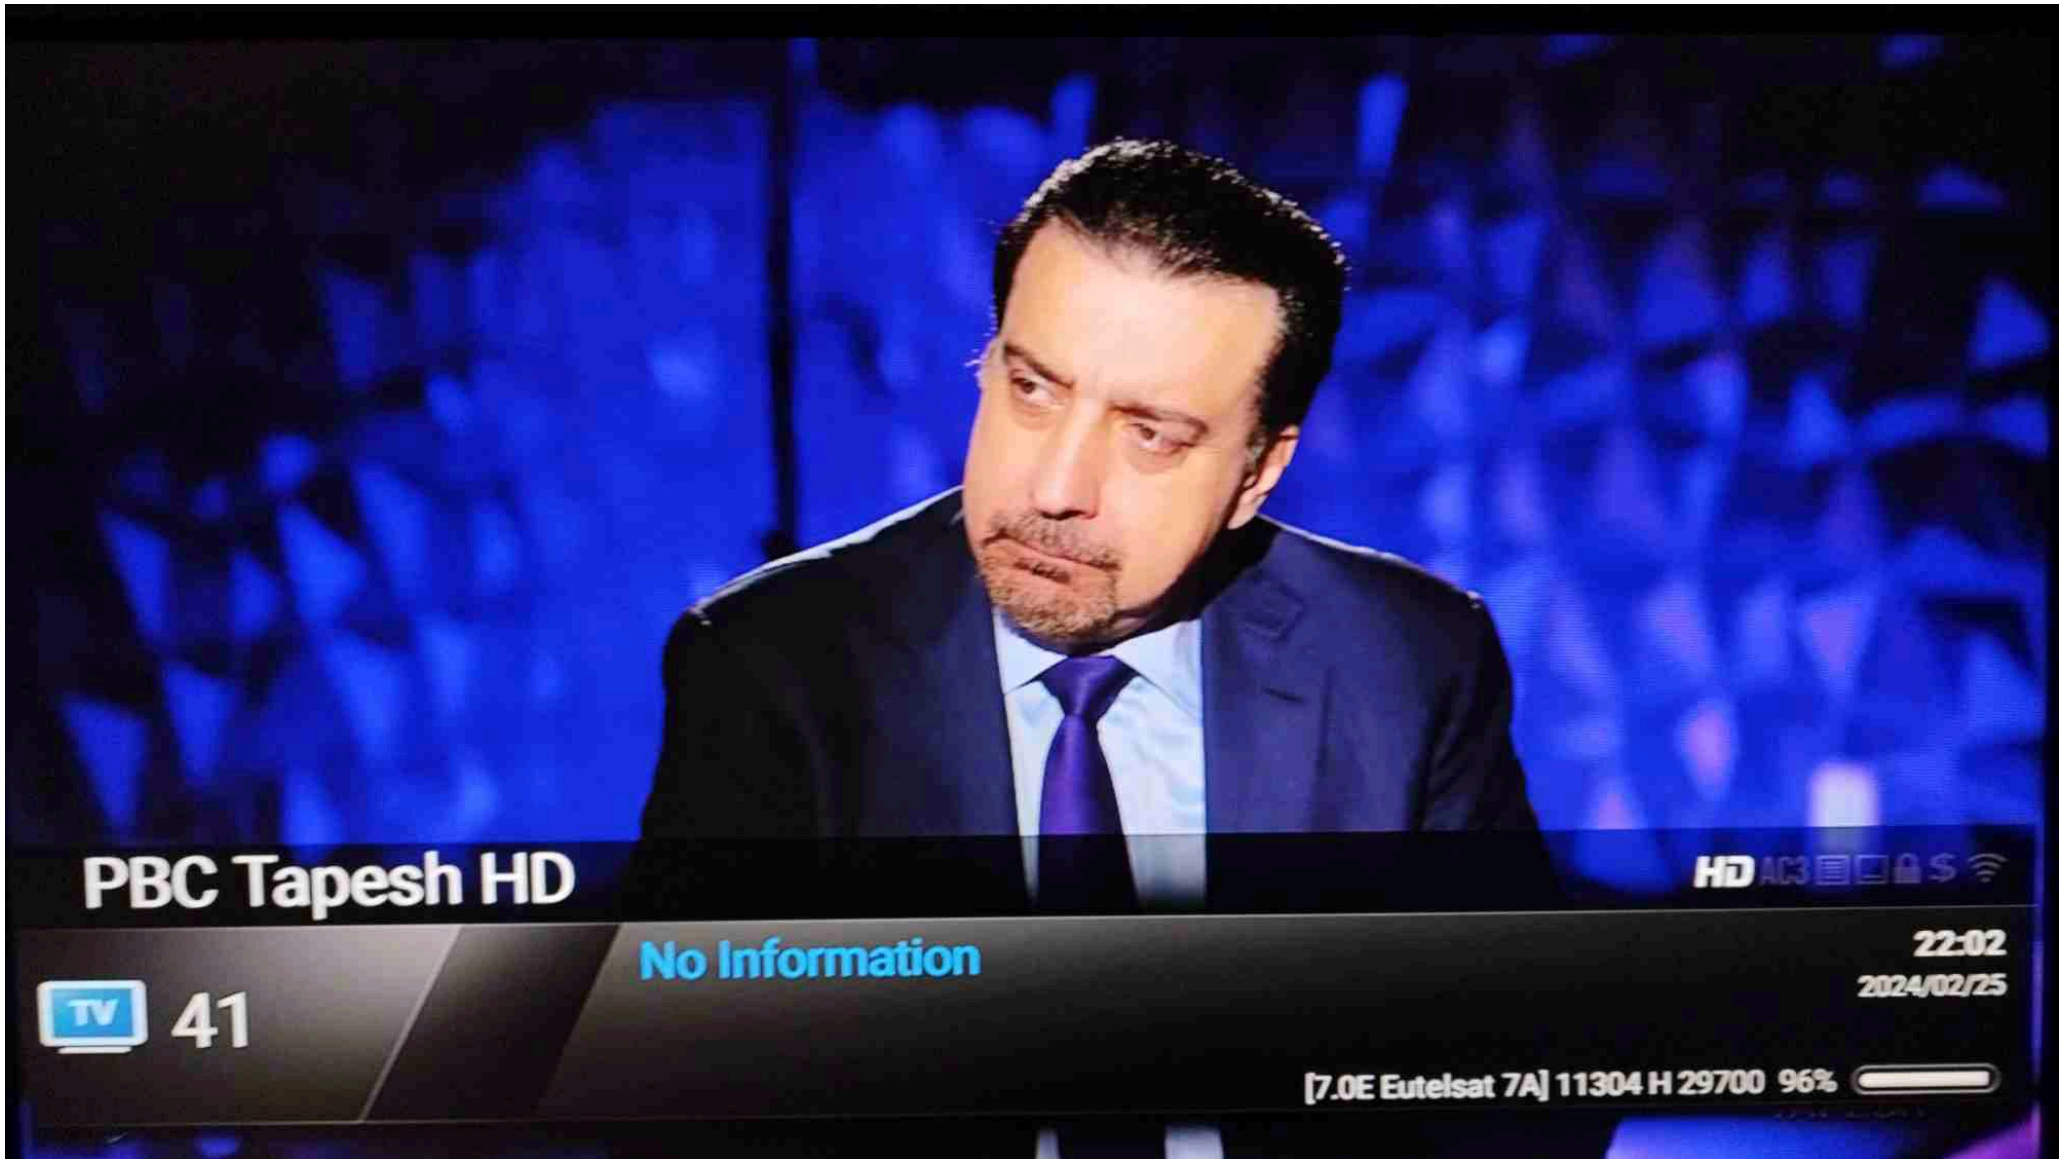 PBC Tapesh HD
HD AC3 $
TV 41
No Information
22:02
2024/02/25
[7.0E Eutelsat 7A] 11304 H 29700 96%